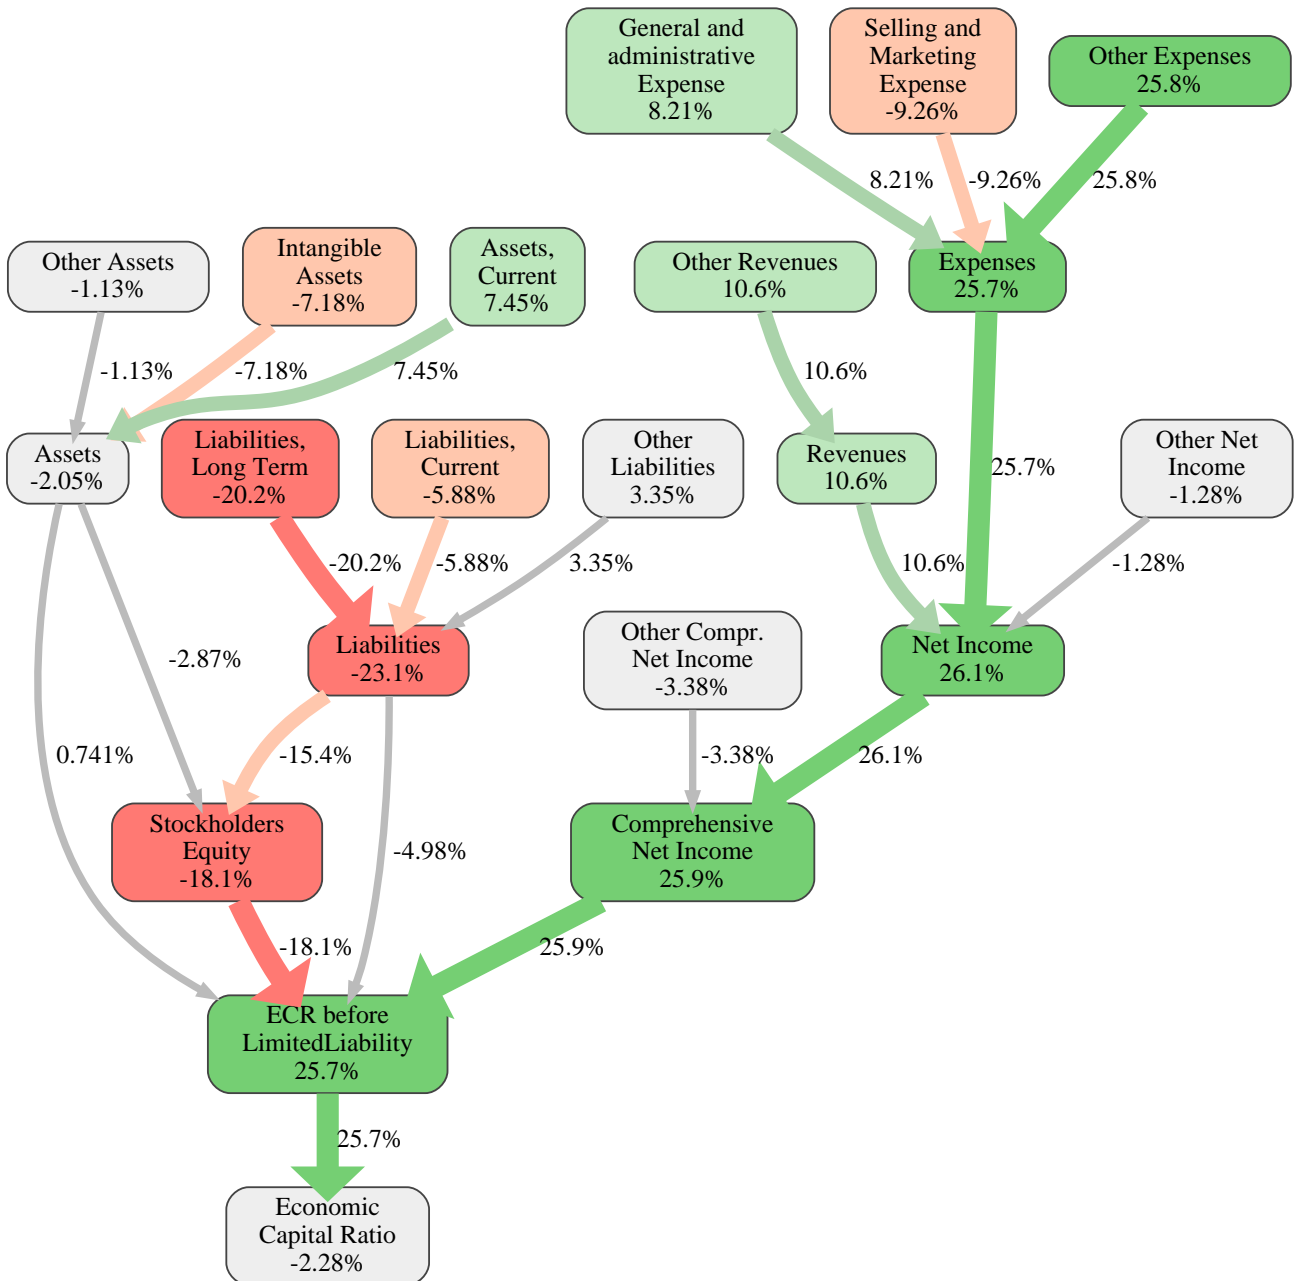 General and
administrative
Expense
8.21%
Selling and
Marketing
Expense
-9.26%
Other Expenses
25.8%
8.21%
-9.26%
25.8%
Other Assets
-1.13%
Intangible
Assets
-7.18%
Assets,
Current
7.45%
Other Revenues
10.6%
Expenses
25.7%
-1.13%
-7.18%
7.45%
10.6%
25.7%
Assets
-2.05%
Liabilities,
Long Term
-20.2%
Liabilities,
Current
-5.88%
Other
Liabilities
3.35%
Revenues
10.6%
Other Net
Income
-1.28%
-20.2%
-5.88%
3.35%
10.6%
-1.28%
Liabilities
-23.1%
Other Compr.
Net Income
-3.38%
Net Income
26.1%
-2.87%
0.741%
-15.4%
-3.38%
26.1%
Stockholders
Equity
-18.1%
-4.98%
Comprehensive
Net Income
25.9%
-18.1%
25.9%
ECR before
LimitedLiability
25.7%
25.7%
Economic
Capital Ratio
-2.28%